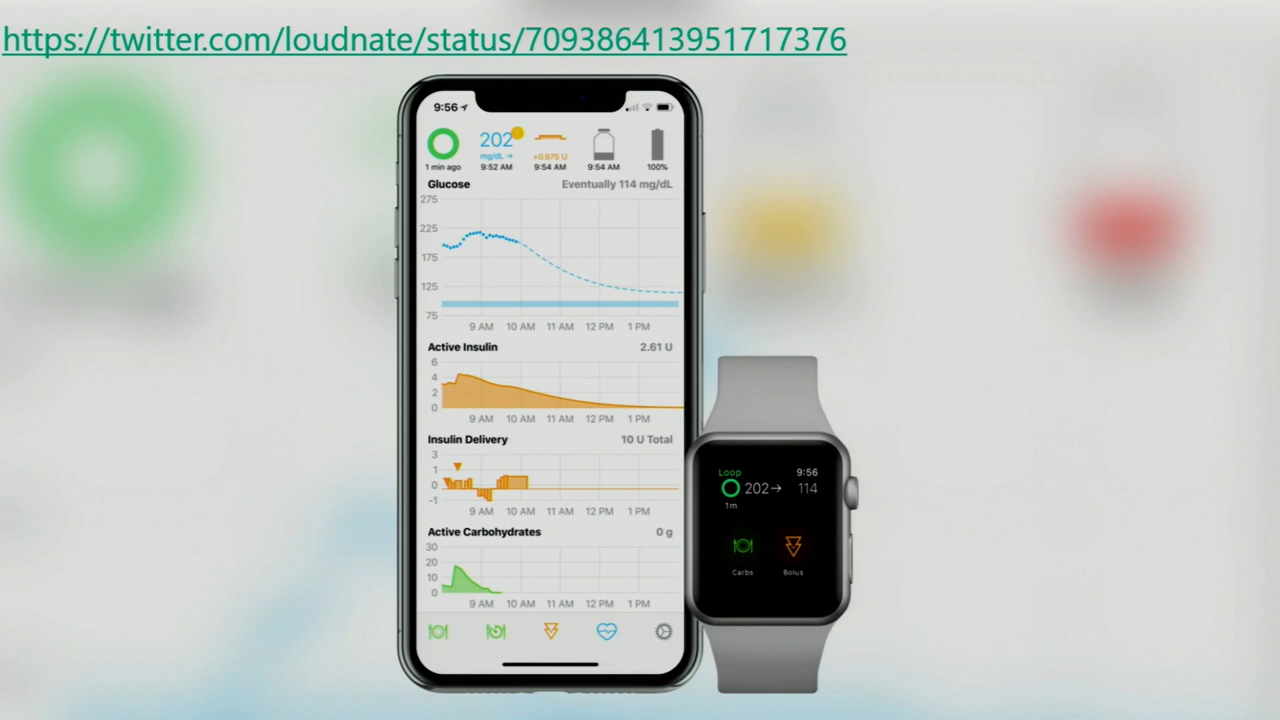 https://twitter.com/loudnate/status/709386413951717376
9:56
202
mg/dL → +0.975 U
1 min ago 9:52 AM 9:54 AM 9:54 AM 100%
Glucose Eventually 114 mg/dL
275
225
175
125
75
9 AM 10 AM 11 AM 12 PM 1 PM
Active Insulin 2.61 U
6
4
2
0
9 AM 10 AM 11 AM 12 PM 1 PM
Insulin Delivery 10 U Total
3
1
0
-1
9 AM 10 AM 11 AM 12 PM 1 PM
Active Carbohydrates 0 g
30
20
10
0
9 AM 10 AM 11 AM 12 PM 1 PM
Loop 9:56
202→ 114
1m
Carbs Bolus